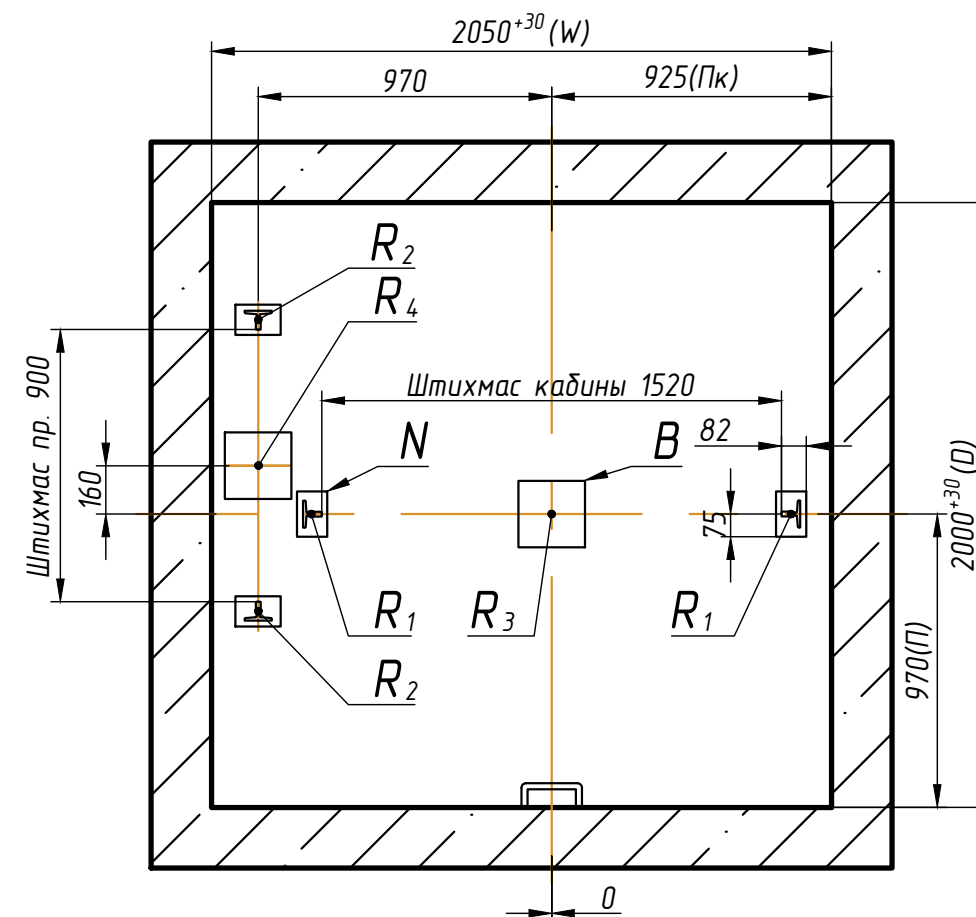 2050⁺³⁰(W)
970
925(Пк)
R₂
R₄
Штихмас пр. 900
Штихмас кабины 1520
N
B
82
160
75
2000⁺³⁰(D)
R₁
R₃
R₁
970(П)
R₂
0